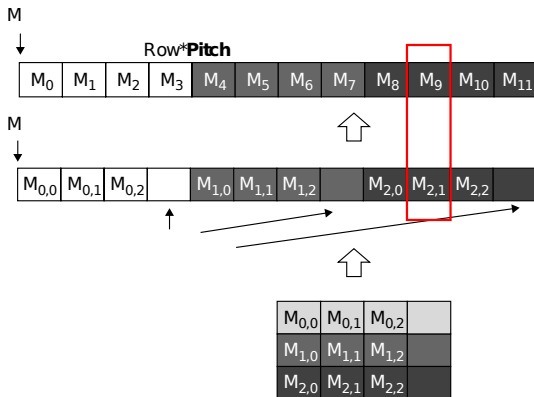 M
Row*Pitch
M0 M1 M2 M3 M4 M5 M6 M7 M8 M9 M10 M11
M
M0,0 M0,1 M0,2 M1,0 M1,1 M1,2 M2,0 M2,1 M2,2
M0,0 M0,1 M0,2
M1,0 M1,1 M1,2
M2,0 M2,1 M2,2